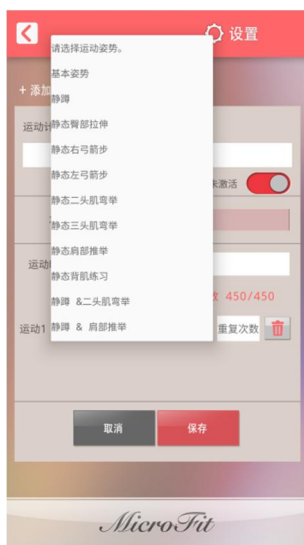 设置
请选择运动姿势。
基本姿势
+ 添加
静蹲
运动计
静态臀部拉伸
静态右弓箭步
静态左弓箭步
未激活
静态二头肌弯举
静态三头肌弯举
静态肩部推举
静态背肌练习
静蹲 &二头肌弯举
450/450
运动1
静蹲 & 肩部推举
重复次数
取消
保存
MicroFit